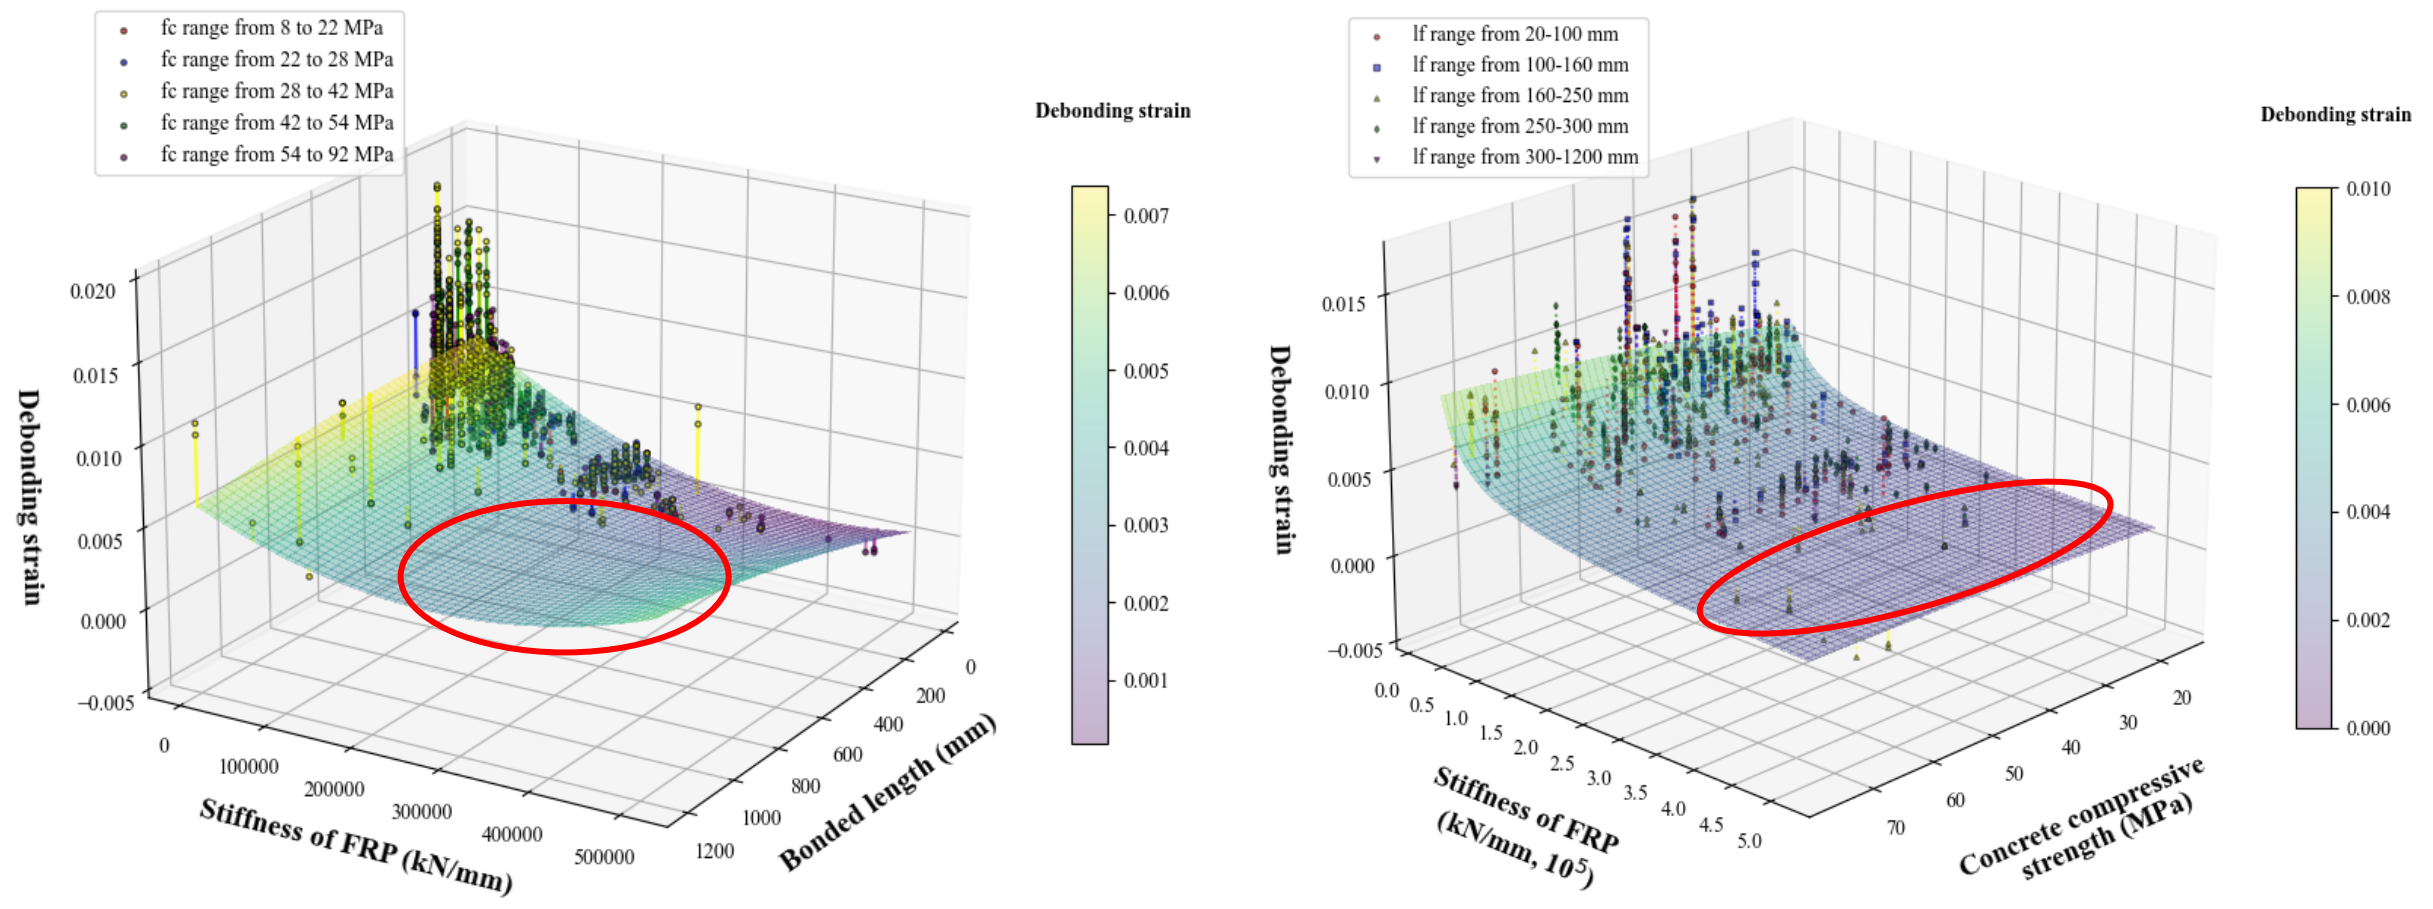 fc range from 8 to 22 MPa
fc range from 22 to 28 MPa
fc range from 28 to 42 MPa
fc range from 42 to 54 MPa
fc range from 54 to 92 MPa
Debonding strain
0.007
0.006
0.005
0.004
0.003
0.002
0.001
Debonding strain
0.020
0.015
0.010
0.005
0.000
−0.005
0
100000
200000
300000
400000
500000
Stiffness of FRP (kN/mm)
0
200
400
600
800
1000
1200
Bonded length (mm)
lf range from 20-100 mm
lf range from 100-160 mm
lf range from 160-250 mm
lf range from 250-300 mm
lf range from 300-1200 mm
Debonding strain
0.010
0.008
0.006
0.004
0.002
0.000
Debonding strain
0.015
0.010
0.005
0.000
−0.005
0.0
0.5
1.0
1.5
2.0
2.5
3.0
3.5
4.0
4.5
5.0
Stiffness of FRP
(kN/mm, 10⁵)
20
30
40
50
60
70
Concrete compressive
strength (MPa)